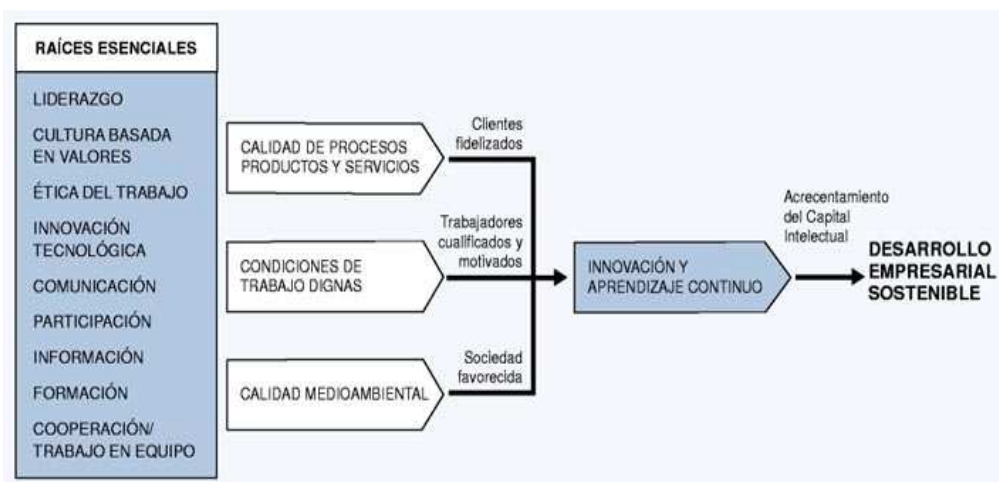 RAÍCES ESENCIALES
LIDERAZGO
CULTURA BASADA
EN VALORES
ÉTICA DEL TRABAJO
INNOVACIÓN
TECNOLÓGICA
COMUNICACIÓN
PARTICIPACIÓN
INFORMACIÓN
FORMACIÓN
COOPERACIÓN/
TRABAJO EN EQUIPO
CALIDAD DE PROCESOS
PRODUCTOS Y SERVICIOS
Clientes
fidelizados
CONDICIONES DE
TRABAJO DIGNAS
Trabajadores
cualificados y
motivados
CALIDAD MEDIOAMBIENTAL
Sociedad
favorecida
INNOVACIÓN Y
APRENDIZAJE CONTINUO
Acrecentamiento
del Capital
Intelectual
DESARROLLO
EMPRESARIAL
SOSTENIBLE